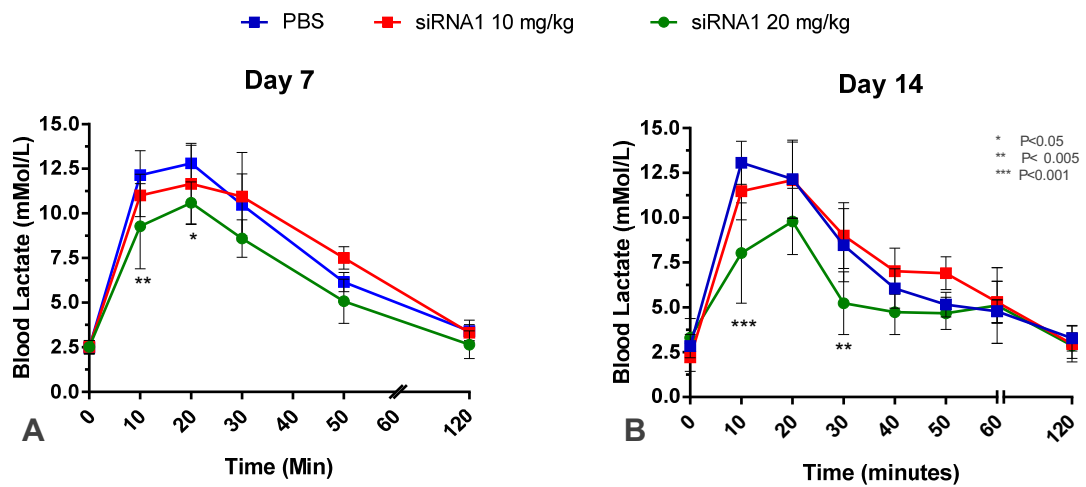 PBS siRNA1 10 mg/kg siRNA1 20 mg/kg
Day 7
Blood Lactate (mMol/L)
15.0
12.5
10.0
7.5
5.0
2.5
0.0
0 10 20 30 40 50 60 120
*
**
Time (Min)
A
Day 14
Blood Lactate (mMol/L)
15.0
12.5
10.0
7.5
5.0
2.5
0.0
0 10 20 30 40 50 60 120
* P<0.05
** P< 0.005
*** P<0.001
***
**
Time (minutes)
B